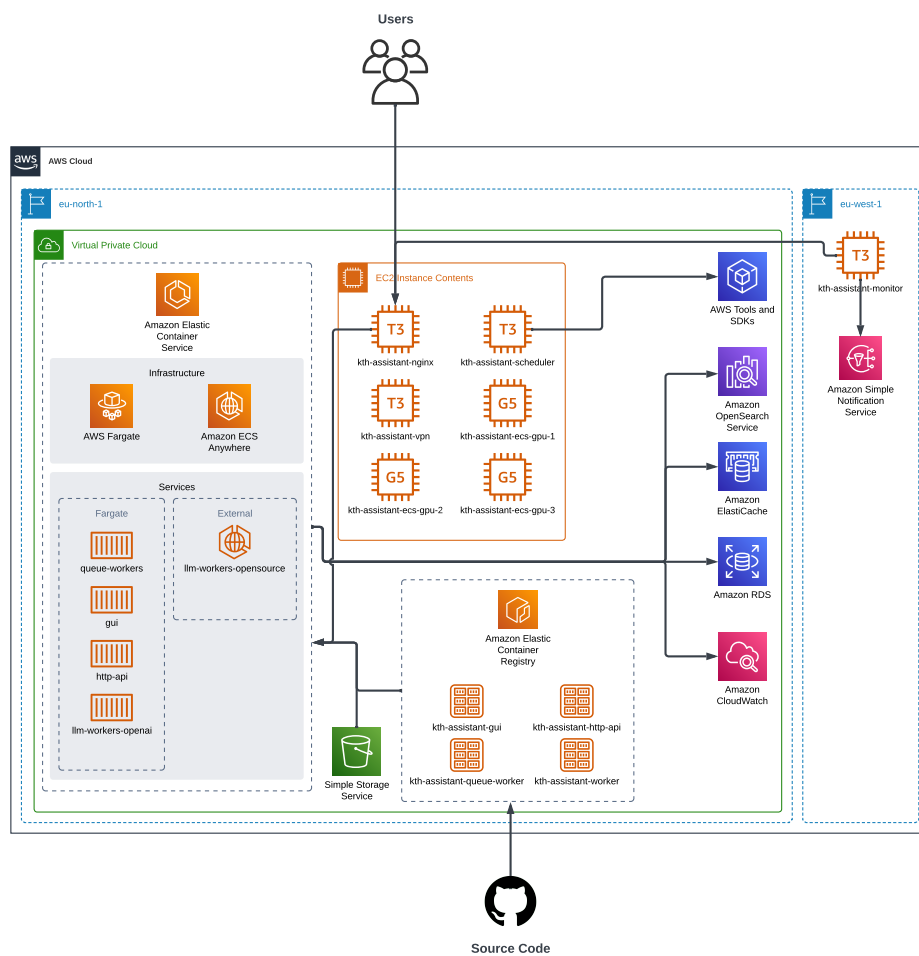 Users
aws
AWS Cloud
eu-north-1
eu-west-1
Virtual Private Cloud
T3
kth-assistant-monitor
Amazon Elastic
Container
Service
EC2 Instance Contents
T3
kth-assistant-nginx
T3
kth-assistant-scheduler
T3
kth-assistant-vpn
G5
kth-assistant-ecs-gpu-1
G5
kth-assistant-ecs-gpu-2
G5
kth-assistant-ecs-gpu-3
AWS Tools and
SDKs
Amazon
OpenSearch
Service
Amazon
ElastiCache
Amazon RDS
Amazon
CloudWatch
Amazon Simple
Notification
Service
Infrastructure
AWS Fargate
Amazon ECS
Anywhere
Services
Fargate
queue-workers
gui
http-api
llm-workers-openai
External
llm-workers-opensource
Simple Storage
Service
Amazon Elastic
Container
Registry
kth-assistant-gui
kth-assistant-http-api
kth-assistant-queue-worker
kth-assistant-worker
Source Code